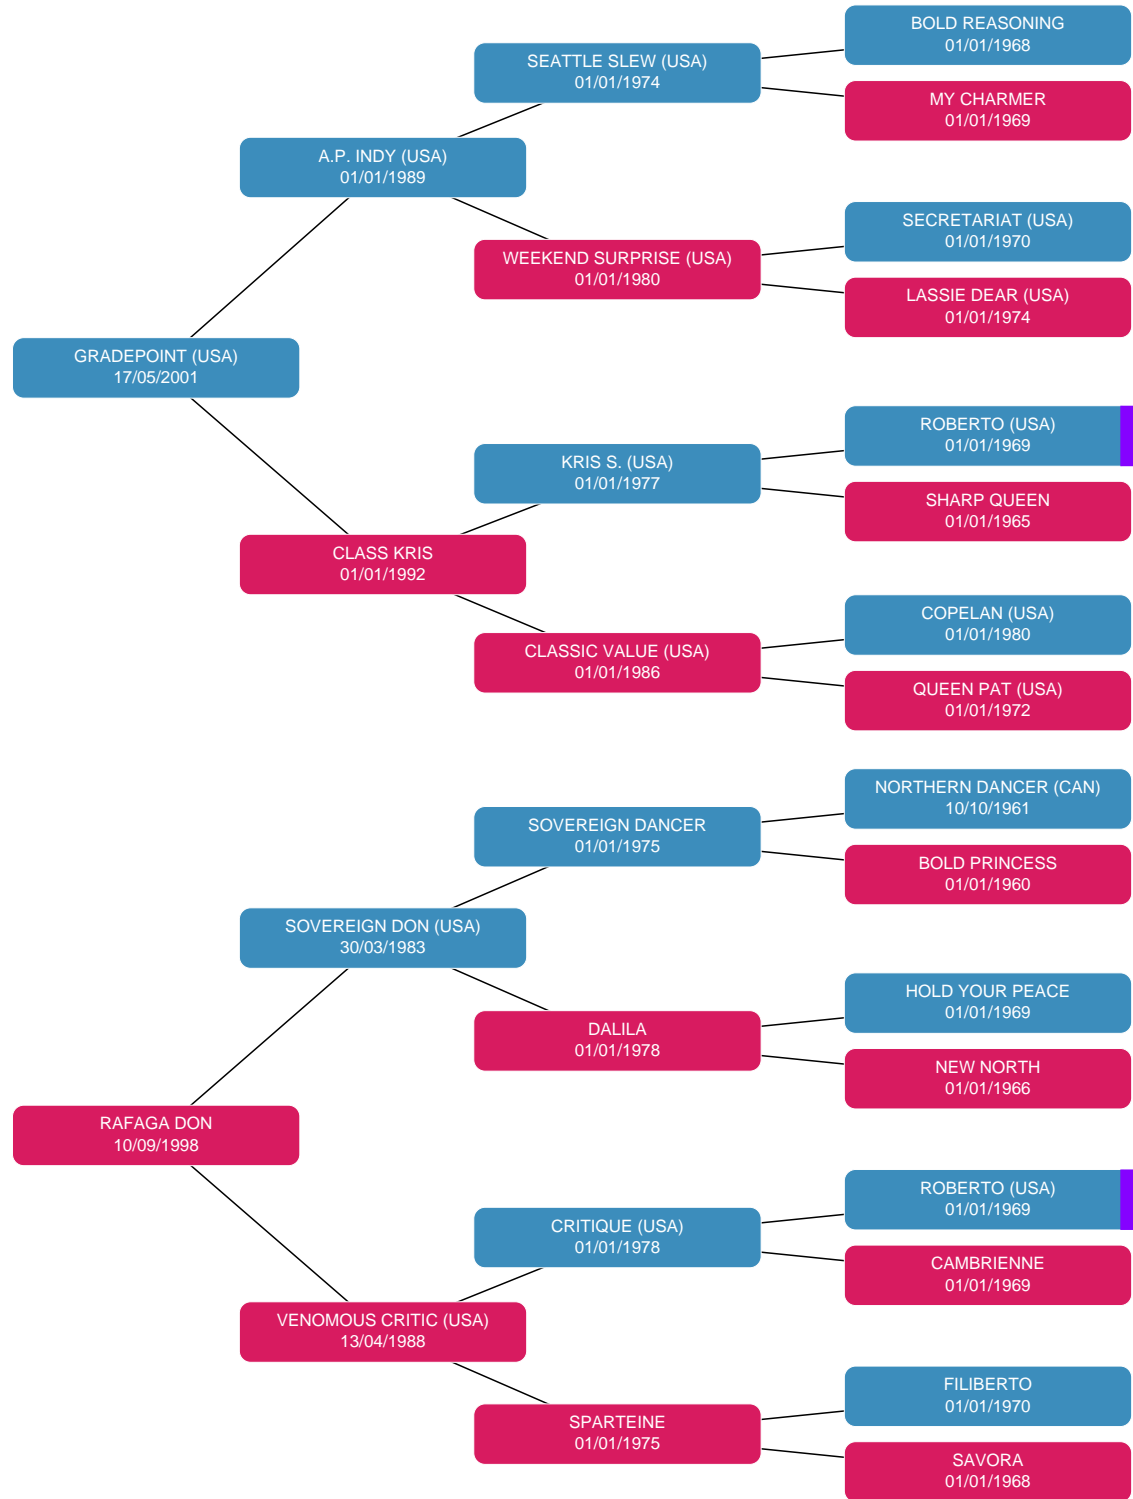 BOLD REASONING
01/01/1968
SEATTLE SLEW (USA)
01/01/1974
MY CHARMER
01/01/1969
A.P. INDY (USA)
01/01/1989
SECRETARIAT (USA)
01/01/1970
WEEKEND SURPRISE (USA)
01/01/1980
LASSIE DEAR (USA)
01/01/1974
GRADEPOINT (USA)
17/05/2001
ROBERTO (USA)
01/01/1969
KRIS S. (USA)
01/01/1977
SHARP QUEEN
01/01/1965
CLASS KRIS
01/01/1992
COPELAN (USA)
01/01/1980
CLASSIC VALUE (USA)
01/01/1986
QUEEN PAT (USA)
01/01/1972
NORTHERN DANCER (CAN)
10/10/1961
SOVEREIGN DANCER
01/01/1975
BOLD PRINCESS
01/01/1960
SOVEREIGN DON (USA)
30/03/1983
HOLD YOUR PEACE
01/01/1969
DALILA
01/01/1978
NEW NORTH
01/01/1966
RAFAGA DON
10/09/1998
ROBERTO (USA)
01/01/1969
CRITIQUE (USA)
01/01/1978
CAMBRIENNE
01/01/1969
VENOMOUS CRITIC (USA)
13/04/1988
FILIBERTO
01/01/1970
SPARTEINE
01/01/1975
SAVORA
01/01/1968